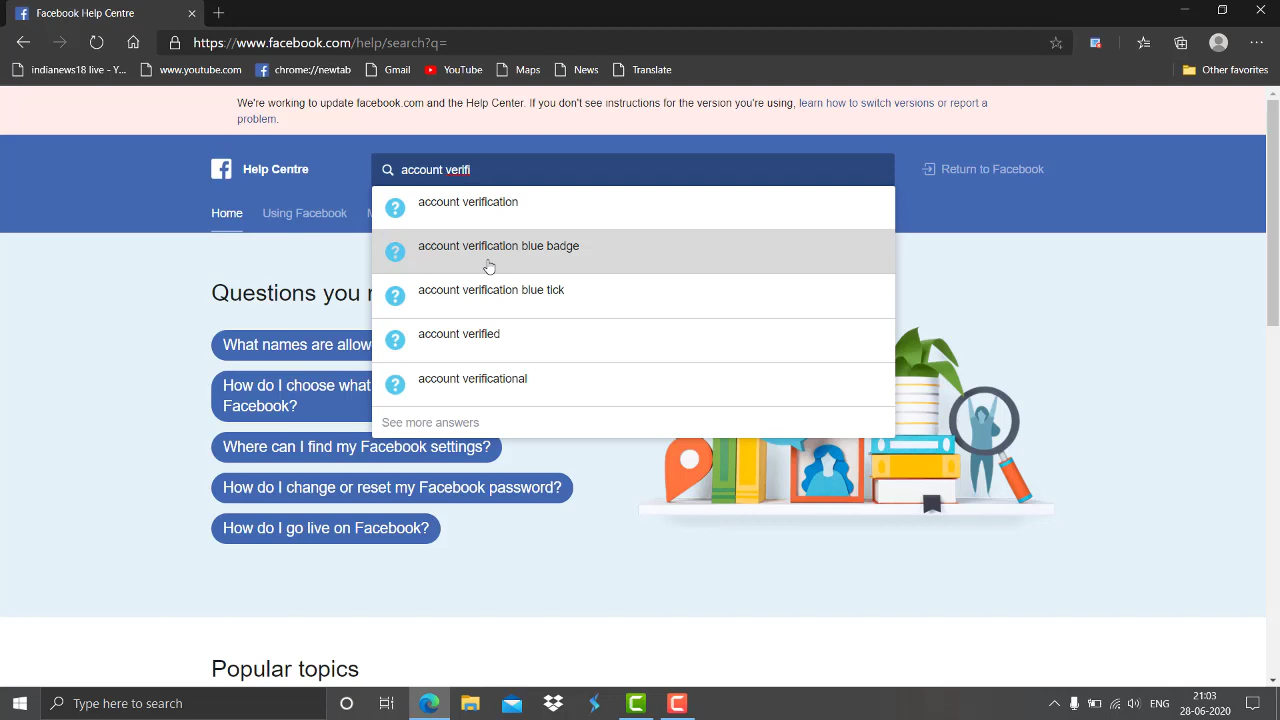 Facebook Help Centre
https://www.facebook.com/help/search?q=
indianews18 live - Y...
www.youtube.com
chrome://newtab
Gmail
YouTube
Maps
News
Translate
Other favorites
We're working to update facebook.com and the Help Center. If you don't see instructions for the version you're using, learn how to switch versions or report a
problem.
Help Centre
account verifi
Return to Facebook
Home
Using Facebook
M
account verification
account verification blue badge
account verification blue tick
account verified
account verificational
See more answers
Questions you r
What names are allow
How do I choose what
Facebook?
Where can I find my Facebook settings?
How do I change or reset my Facebook password?
How do I go live on Facebook?
Popular topics
Type here to search
ENG
21:03
28-06-2020